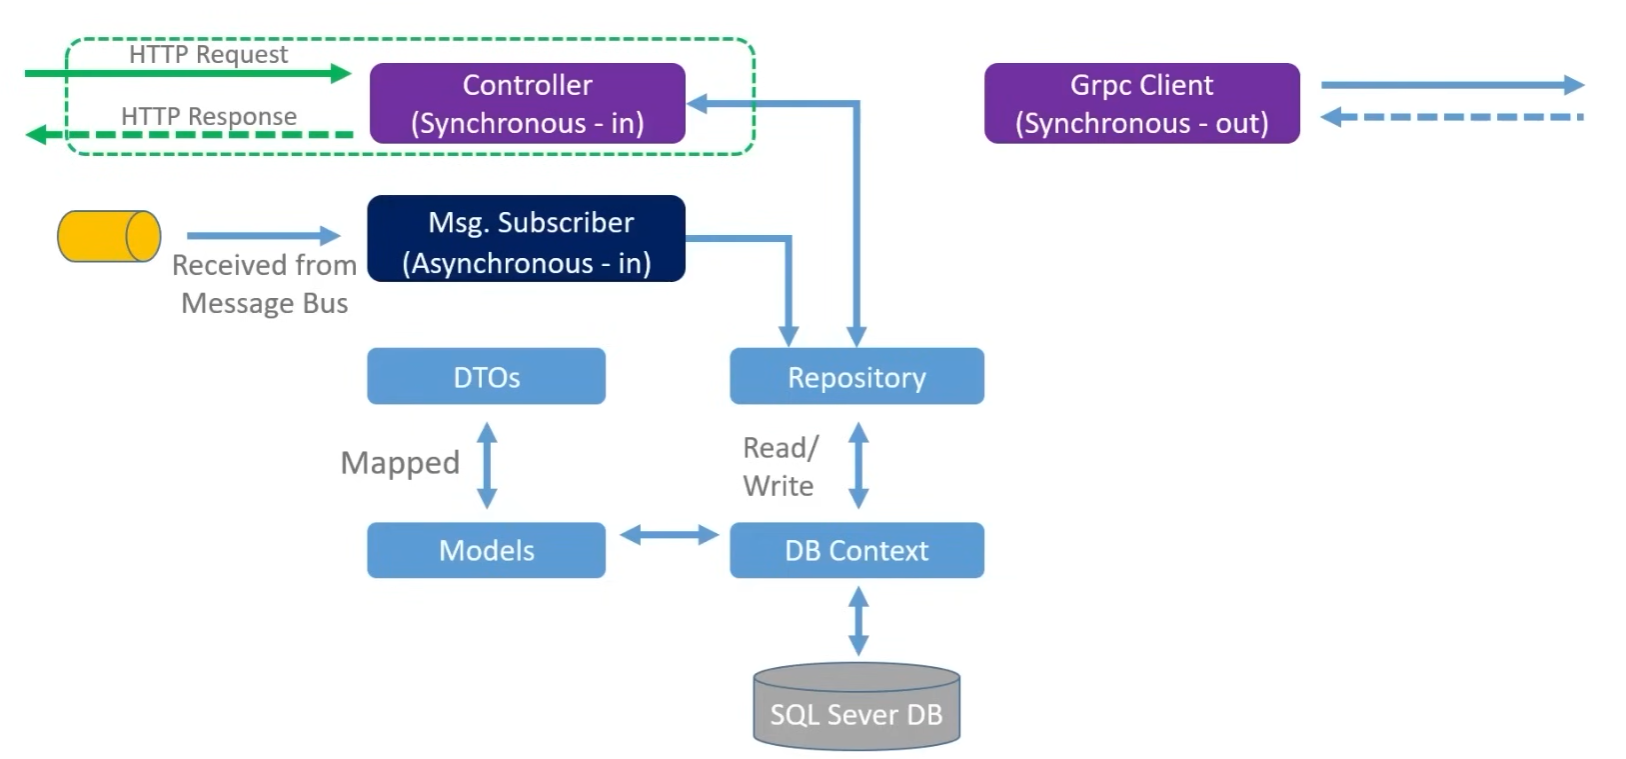 HTTP Request
HTTP Response
Controller
(Synchronous - in)
Grpc Client
(Synchronous - out)
Msg. Subscriber
(Asynchronous - in)
Received from
Message Bus
DTOs
Repository
Mapped
Read/
Write
Models
DB Context
SQL Sever DB